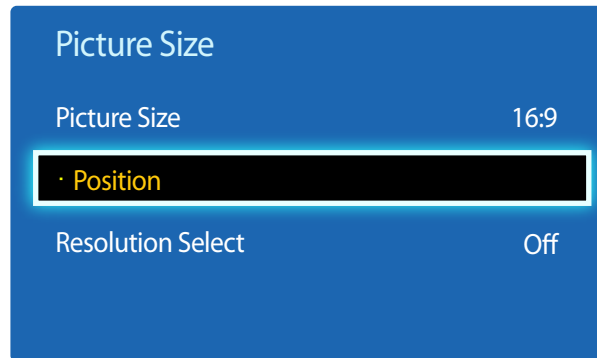 Picture Size
Picture Size 16:9
· Position
Resolution Select Off